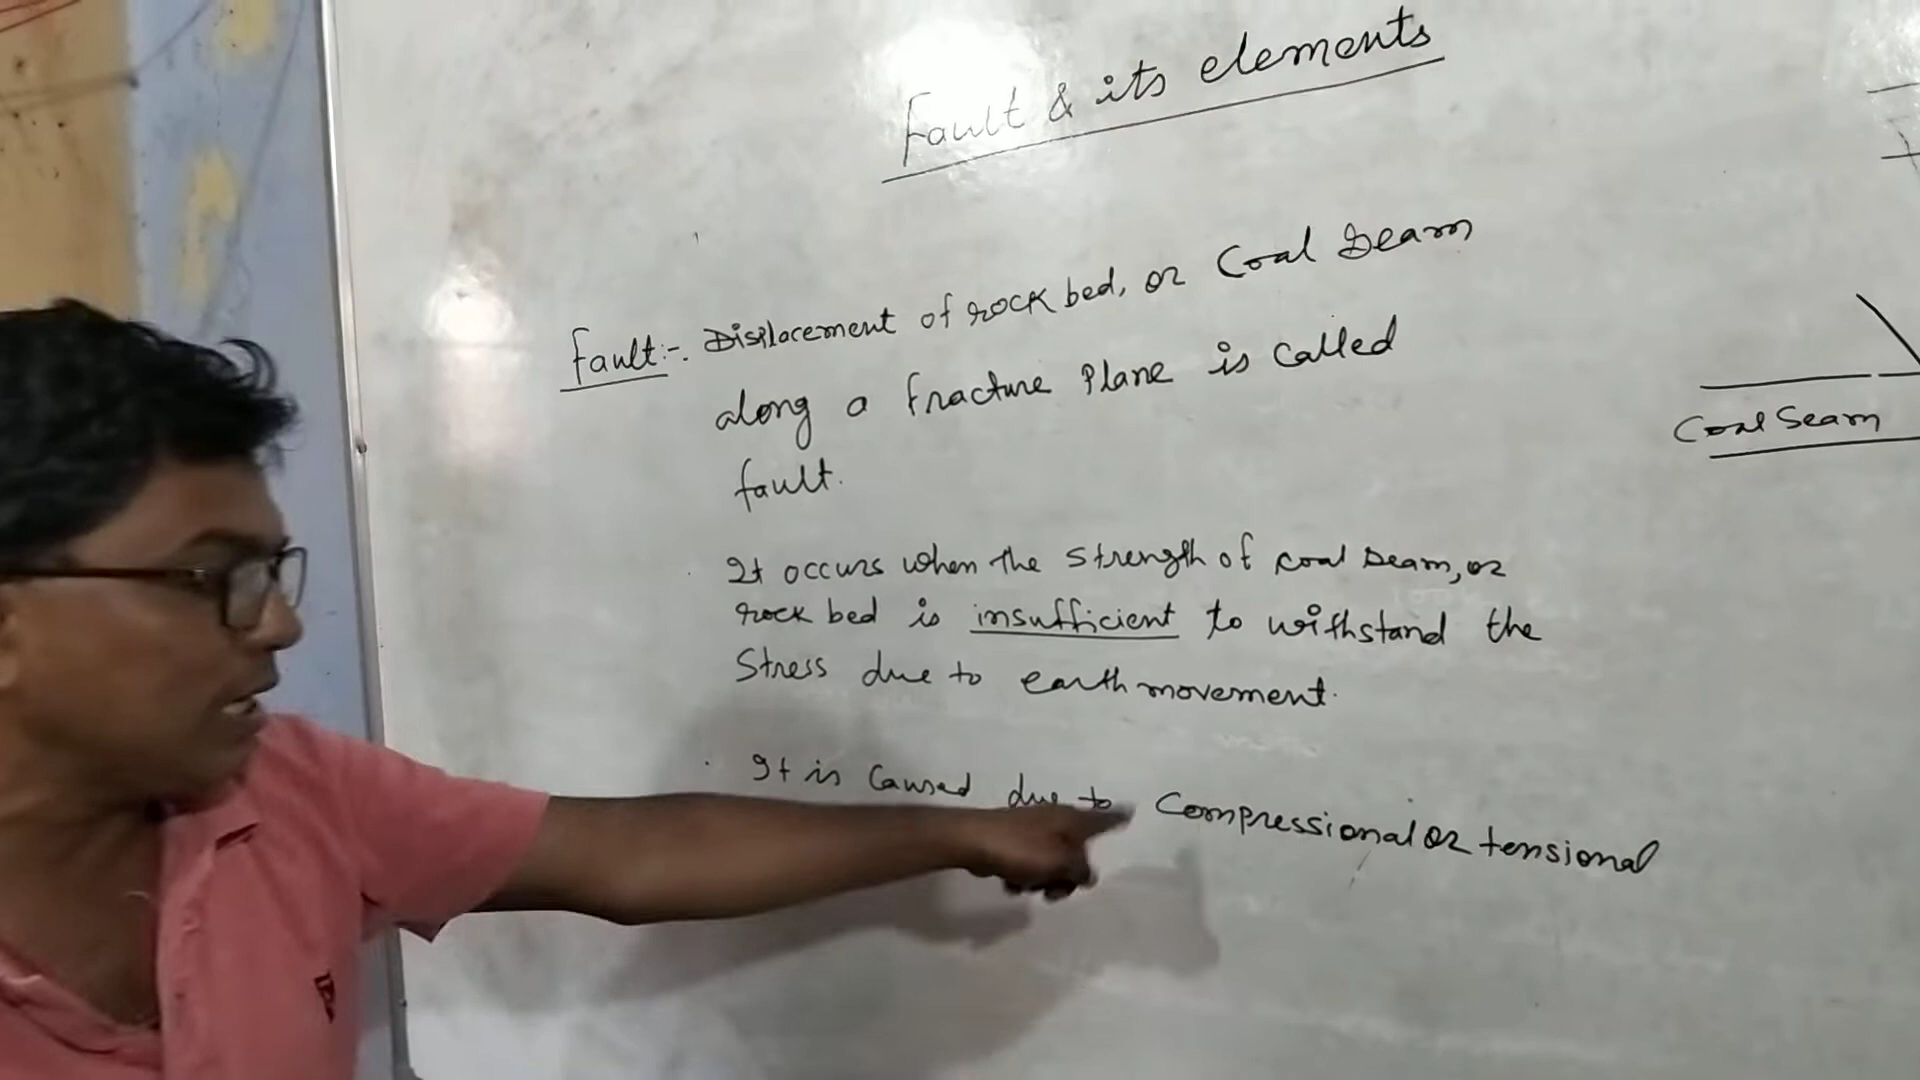 Fault & its elements
Fault:-. Displacement of rock bed, or Coal Seam
along a fracture Plane is called
fault.
It occurs when the strength of coal seam, or
rock bed is insufficient to withstand the
Stress due to earth movement.
It is Caused due to Compressional or tensional
Coal Seam